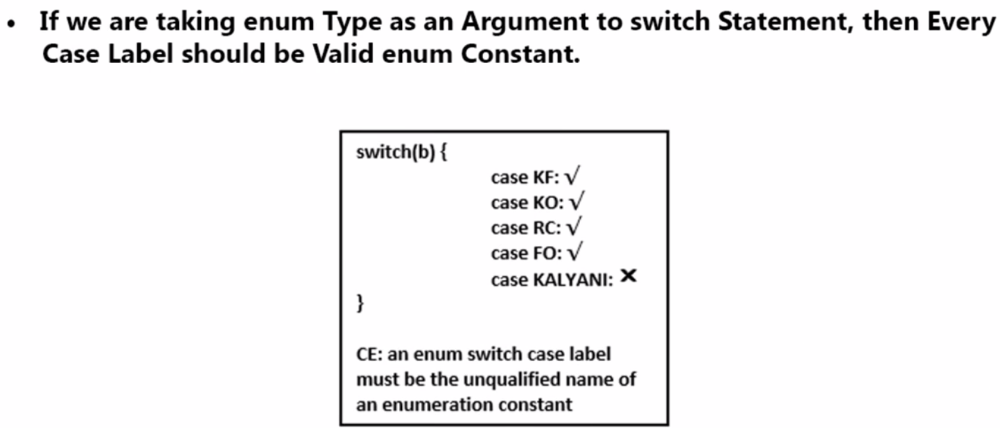 • If we are taking enum Type as an Argument to switch Statement, then Every
Case Label should be Valid enum Constant.
switch(b) {
case KF: √
case KO: √
case RC: √
case FO: √
case KALYANI: ×
}
CE: an enum switch case label
must be the unqualified name of
an enumeration constant